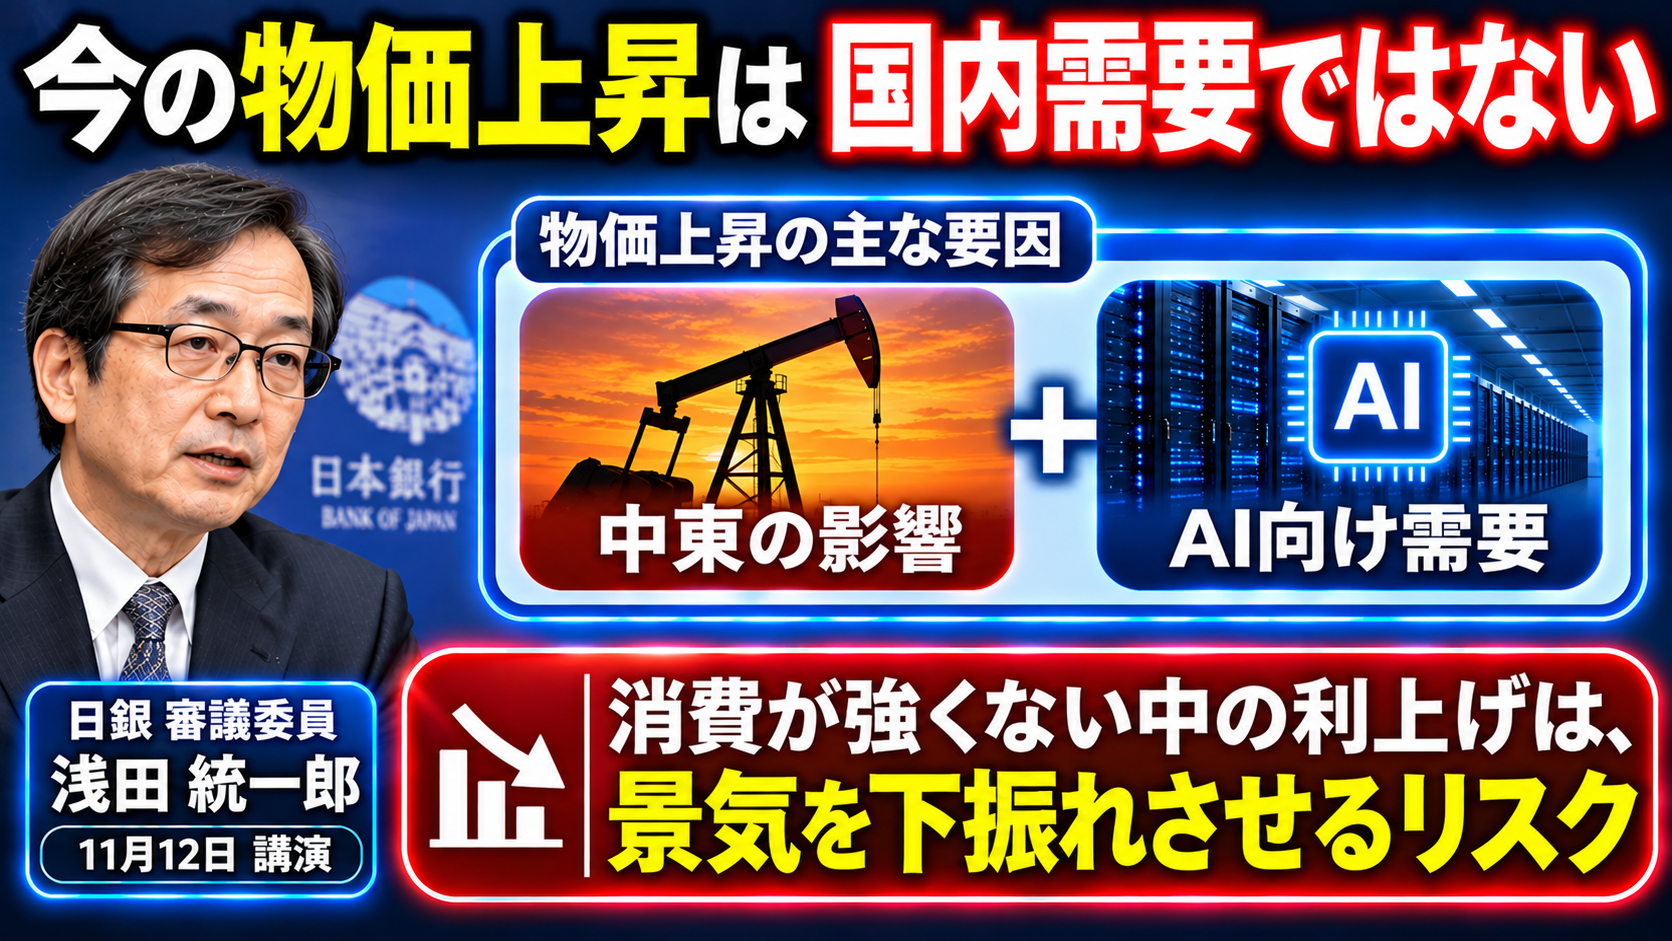 今の物価上昇は国内需要ではない
物価上昇の主な要因
日本銀行
BANK OF JAPAN
中東の影響
+
AI
AI向け需要
日銀 審議委員
浅田 統一郎
11月12日 講演
消費が強くない中の利上げは、
景気を下振れさせるリスク